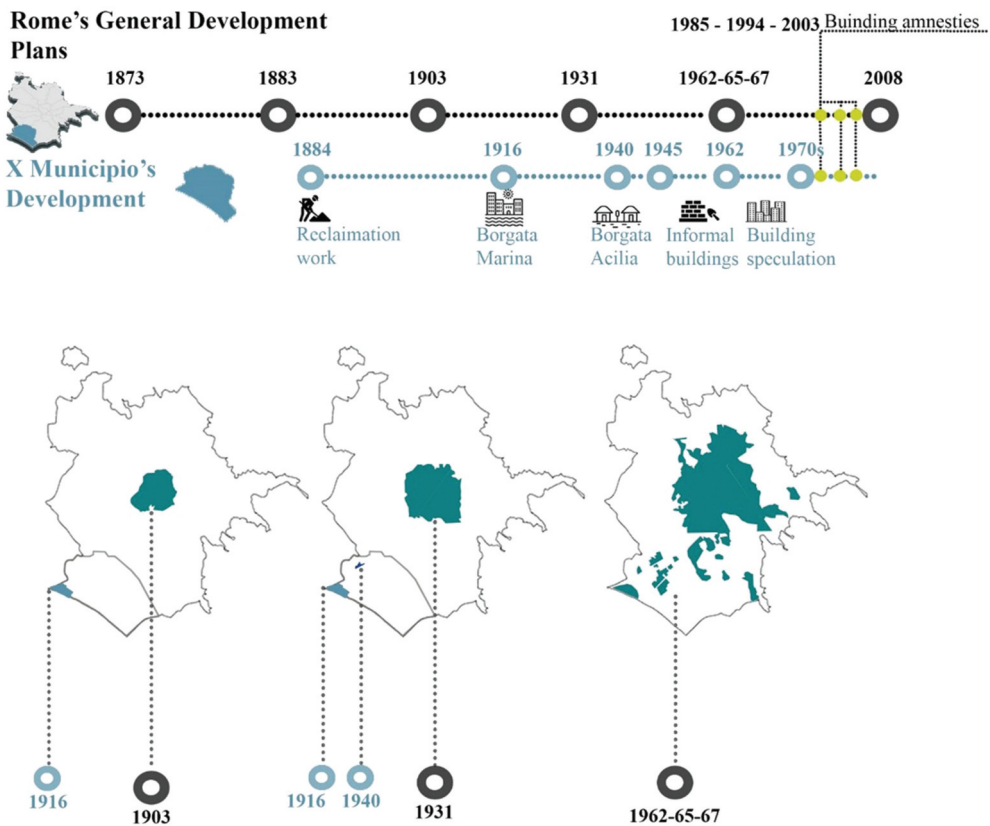 Rome's General Development
Plans
1985 - 1994 - 2003 Buinding amnesties
1873 1883 1903 1931 1962-65-67 2008
X Municipio's
Development
1884 1916 1940 1945 1962 1970s
Reclaimation
work
Borgata
Marina
Borgata
Acilia
Informal
buildings
Building
speculation
1916 1903 1916 1940 1931 1962-65-67